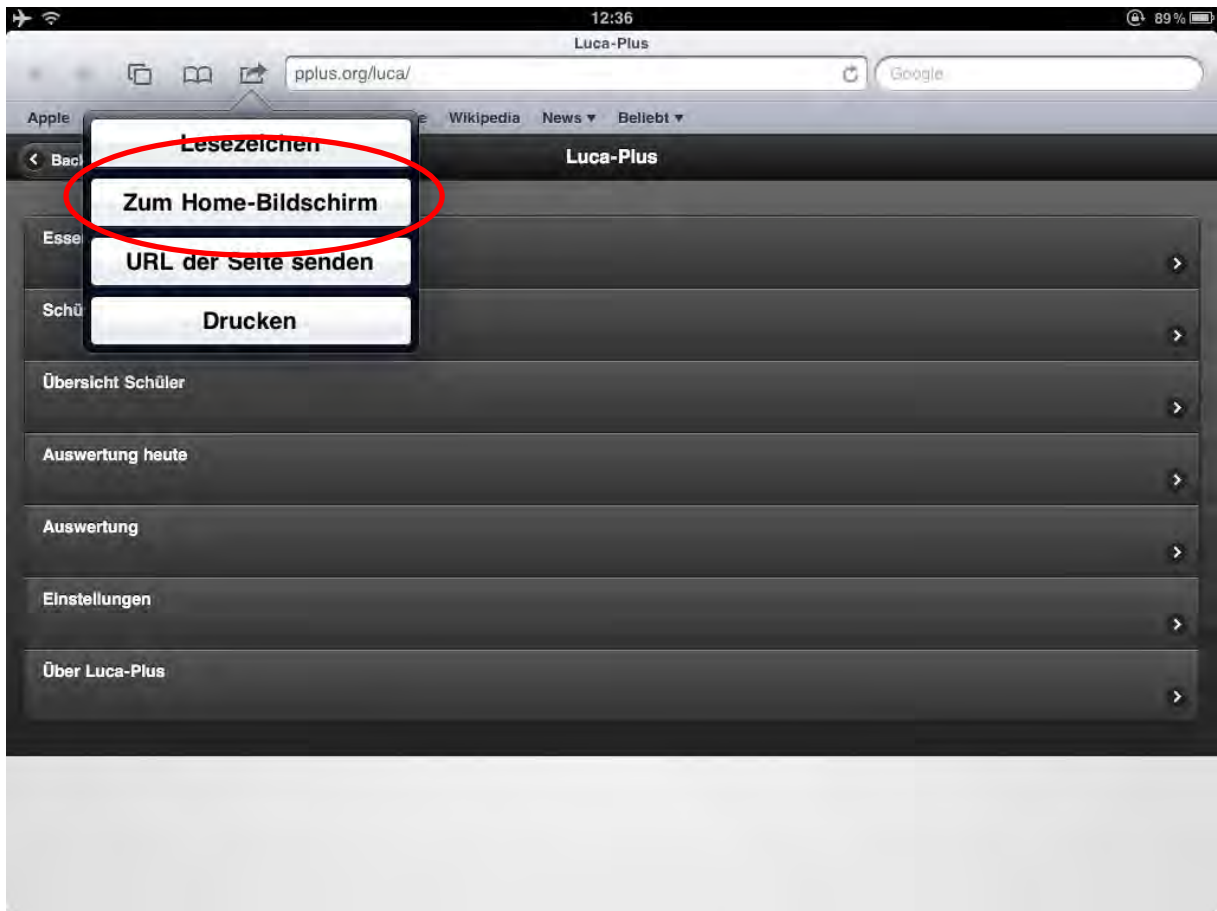 12:36
89 %
Luca-Plus
pplus.org/luca/
Google
Apple
Wikipedia
News ▾
Beliebt ▾
Lesezeichen
Zum Home-Bildschirm
URL der Seite senden
Drucken
Luca-Plus
Übersicht Schüler
Auswertung heute
Auswertung
Einstellungen
Über Luca-Plus